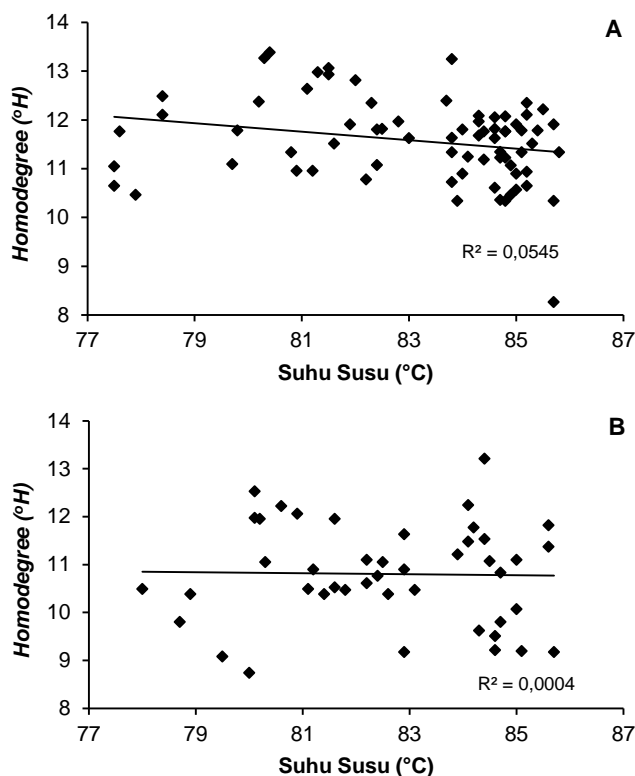 A
14
13
12
11
10
9
8
Homodegree (ºH)
R² = 0,0545
77 79 81 83 85 87
Suhu Susu (°C)
B
14
13
12
11
10
9
8
Homodegree (ºH)
R² = 0,0004
77 79 81 83 85 87
Suhu Susu (°C)